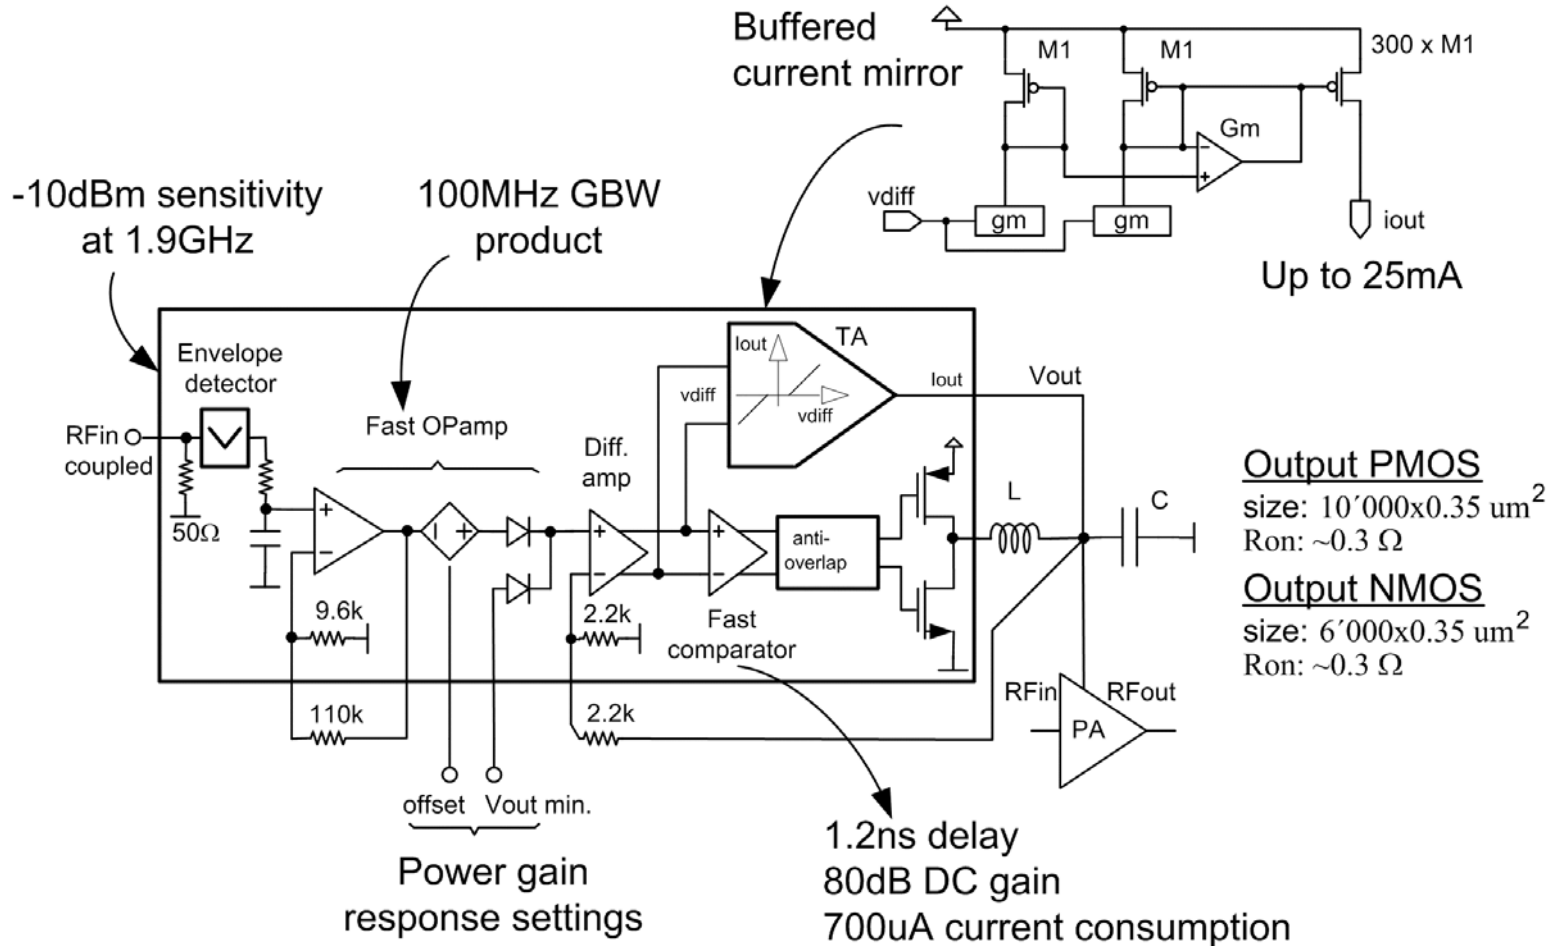 Buffered
current mirror
M1
M1
300 x M1
Gm
-
+
vdiff
gm
gm
iout
Up to 25mA
-10dBm sensitivity
at 1.9GHz
100MHz GBW
product
Envelope
detector
RFin
coupled
50Ω
Fast OPamp
+
-
+
9.6k
110k
offset
Vout min.
Power gain
response settings
Diff.
amp
+
-
2.2k
2.2k
vdiff
Iout
vdiff
TA
Iout
Vout
+
-
Fast
comparator
anti-
overlap
L
C
RFin
RFout
PA
1.2ns delay
80dB DC gain
700uA current consumption
Output PMOS
size: 10´000x0.35 um2
Ron: ~0.3 Ω
Output NMOS
size: 6´000x0.35 um2
Ron: ~0.3 Ω